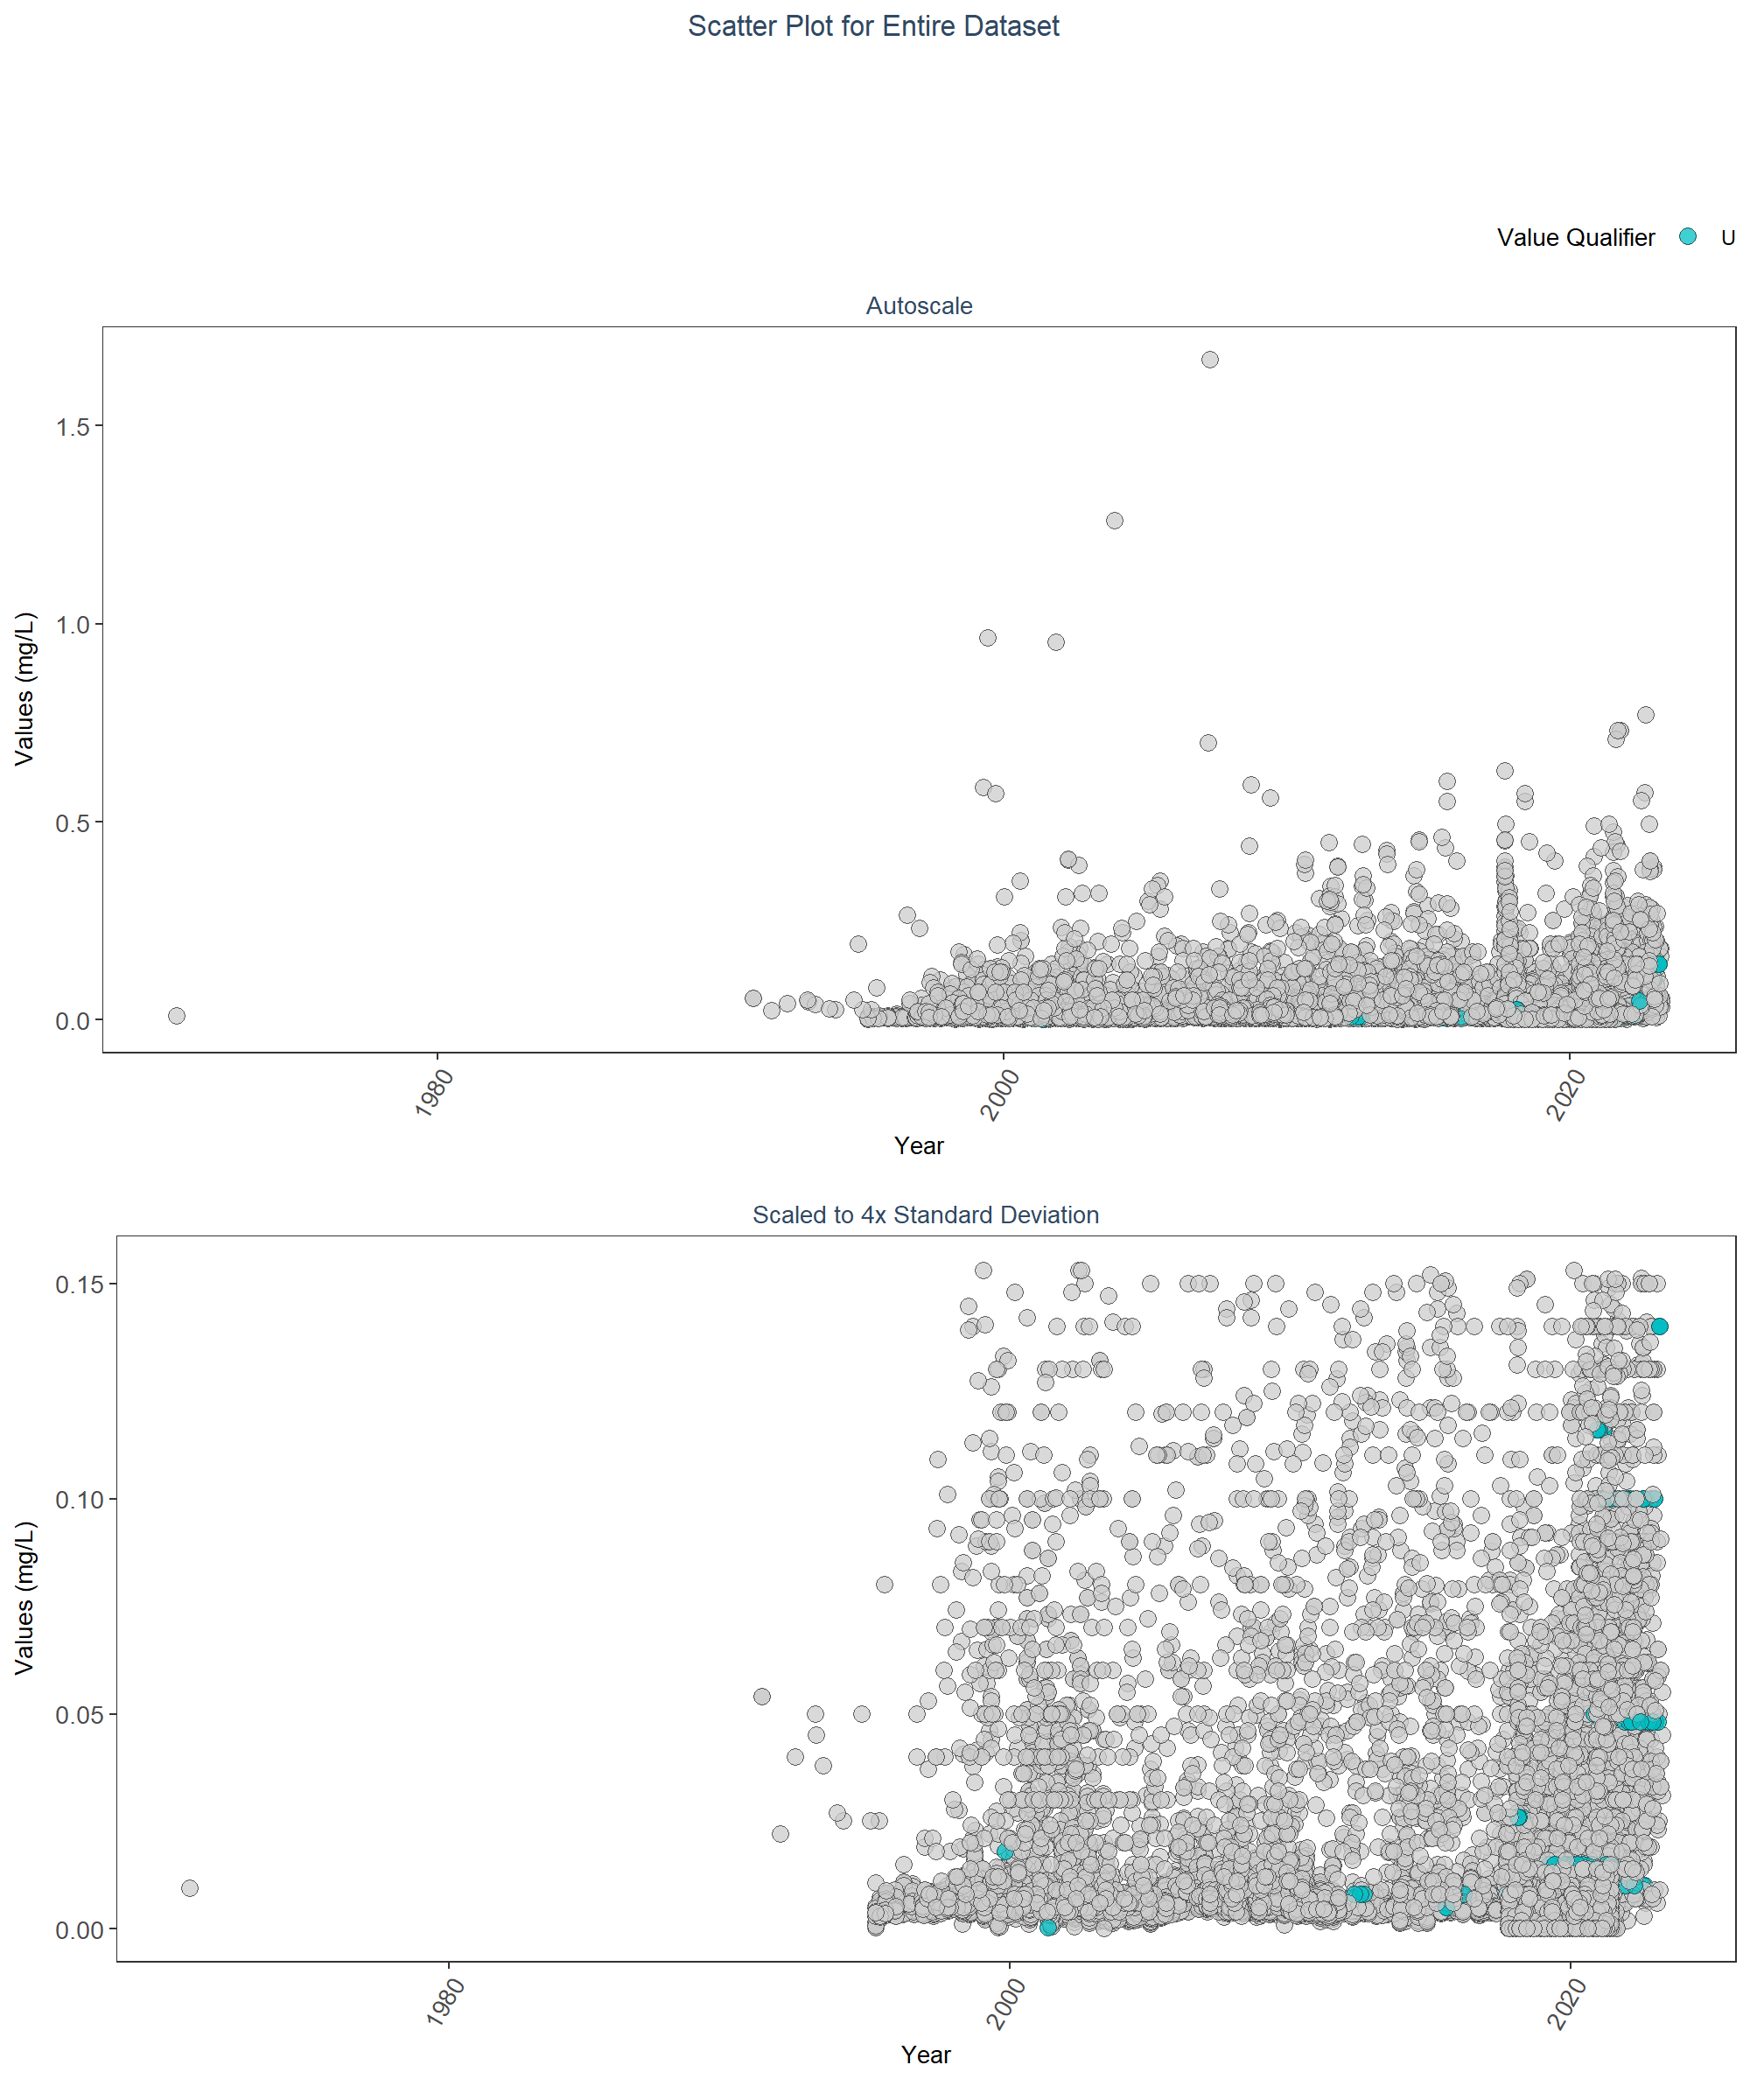 Scatter Plot for Entire Dataset
Value Qualifier U
Autoscale
Values (mg/L)
1.5
1.0
0.5
0.0
1980 2000 2020
Year
Scaled to 4x Standard Deviation
Values (mg/L)
0.15
0.10
0.05
0.00
1980 2000 2020
Year